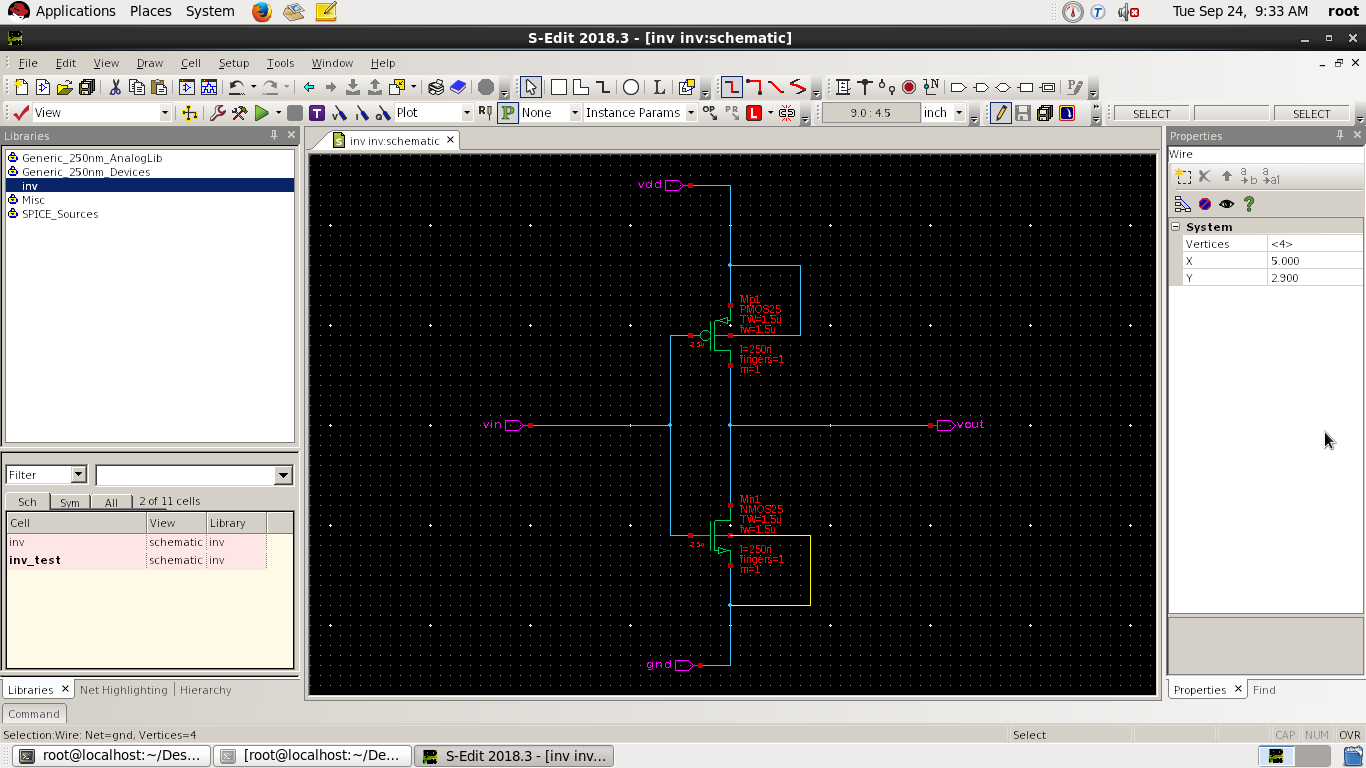 Applications Places System
Tue Sep 24, 9:33 AM root
S-Edit 2018.3 - [inv inv:schematic]
File Edit View Draw Cell Setup Tools Window Help
View Plot None Instance Params 9.0 : 4.5 inch SELECT SELECT
Libraries
Generic_250nm_AnalogLib
Generic_250nm_Devices
inv
Misc
SPICE_Sources
Filter
Sch Sym All 2 of 11 cells
Cell View Library
inv schematic inv
inv_test schematic inv
Libraries Net Highlighting Hierarchy
inv inv:schematic
vdd
Mp1
PMOS25
TW=1.5u
fw=1.5u
2.5v
l=250n
fingers=1
m=1
vin
vout
Mn1
NMOS25
TW=1.5u
fw=1.5u
2.5v
l=250n
fingers=1
m=1
gnd
Properties
Wire
System
Vertices <4>
X 5.000
Y 2.900
Properties Find
Command
Selection:Wire: Net=gnd, Vertices=4 Select CAP NUM OVR
root@localhost:~/Des... [root@localhost:~/De... S-Edit 2018.3 - [inv inv...